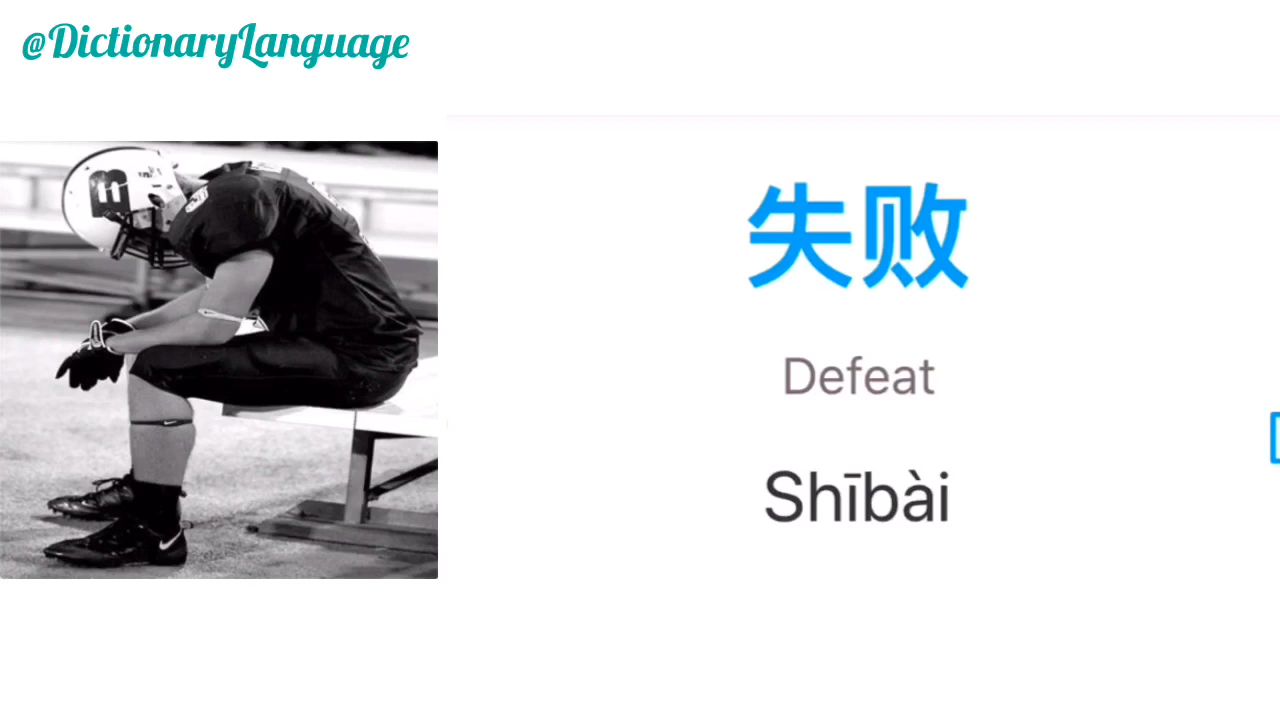 @DictionaryLanguage
B
失败
Defeat
Shībài